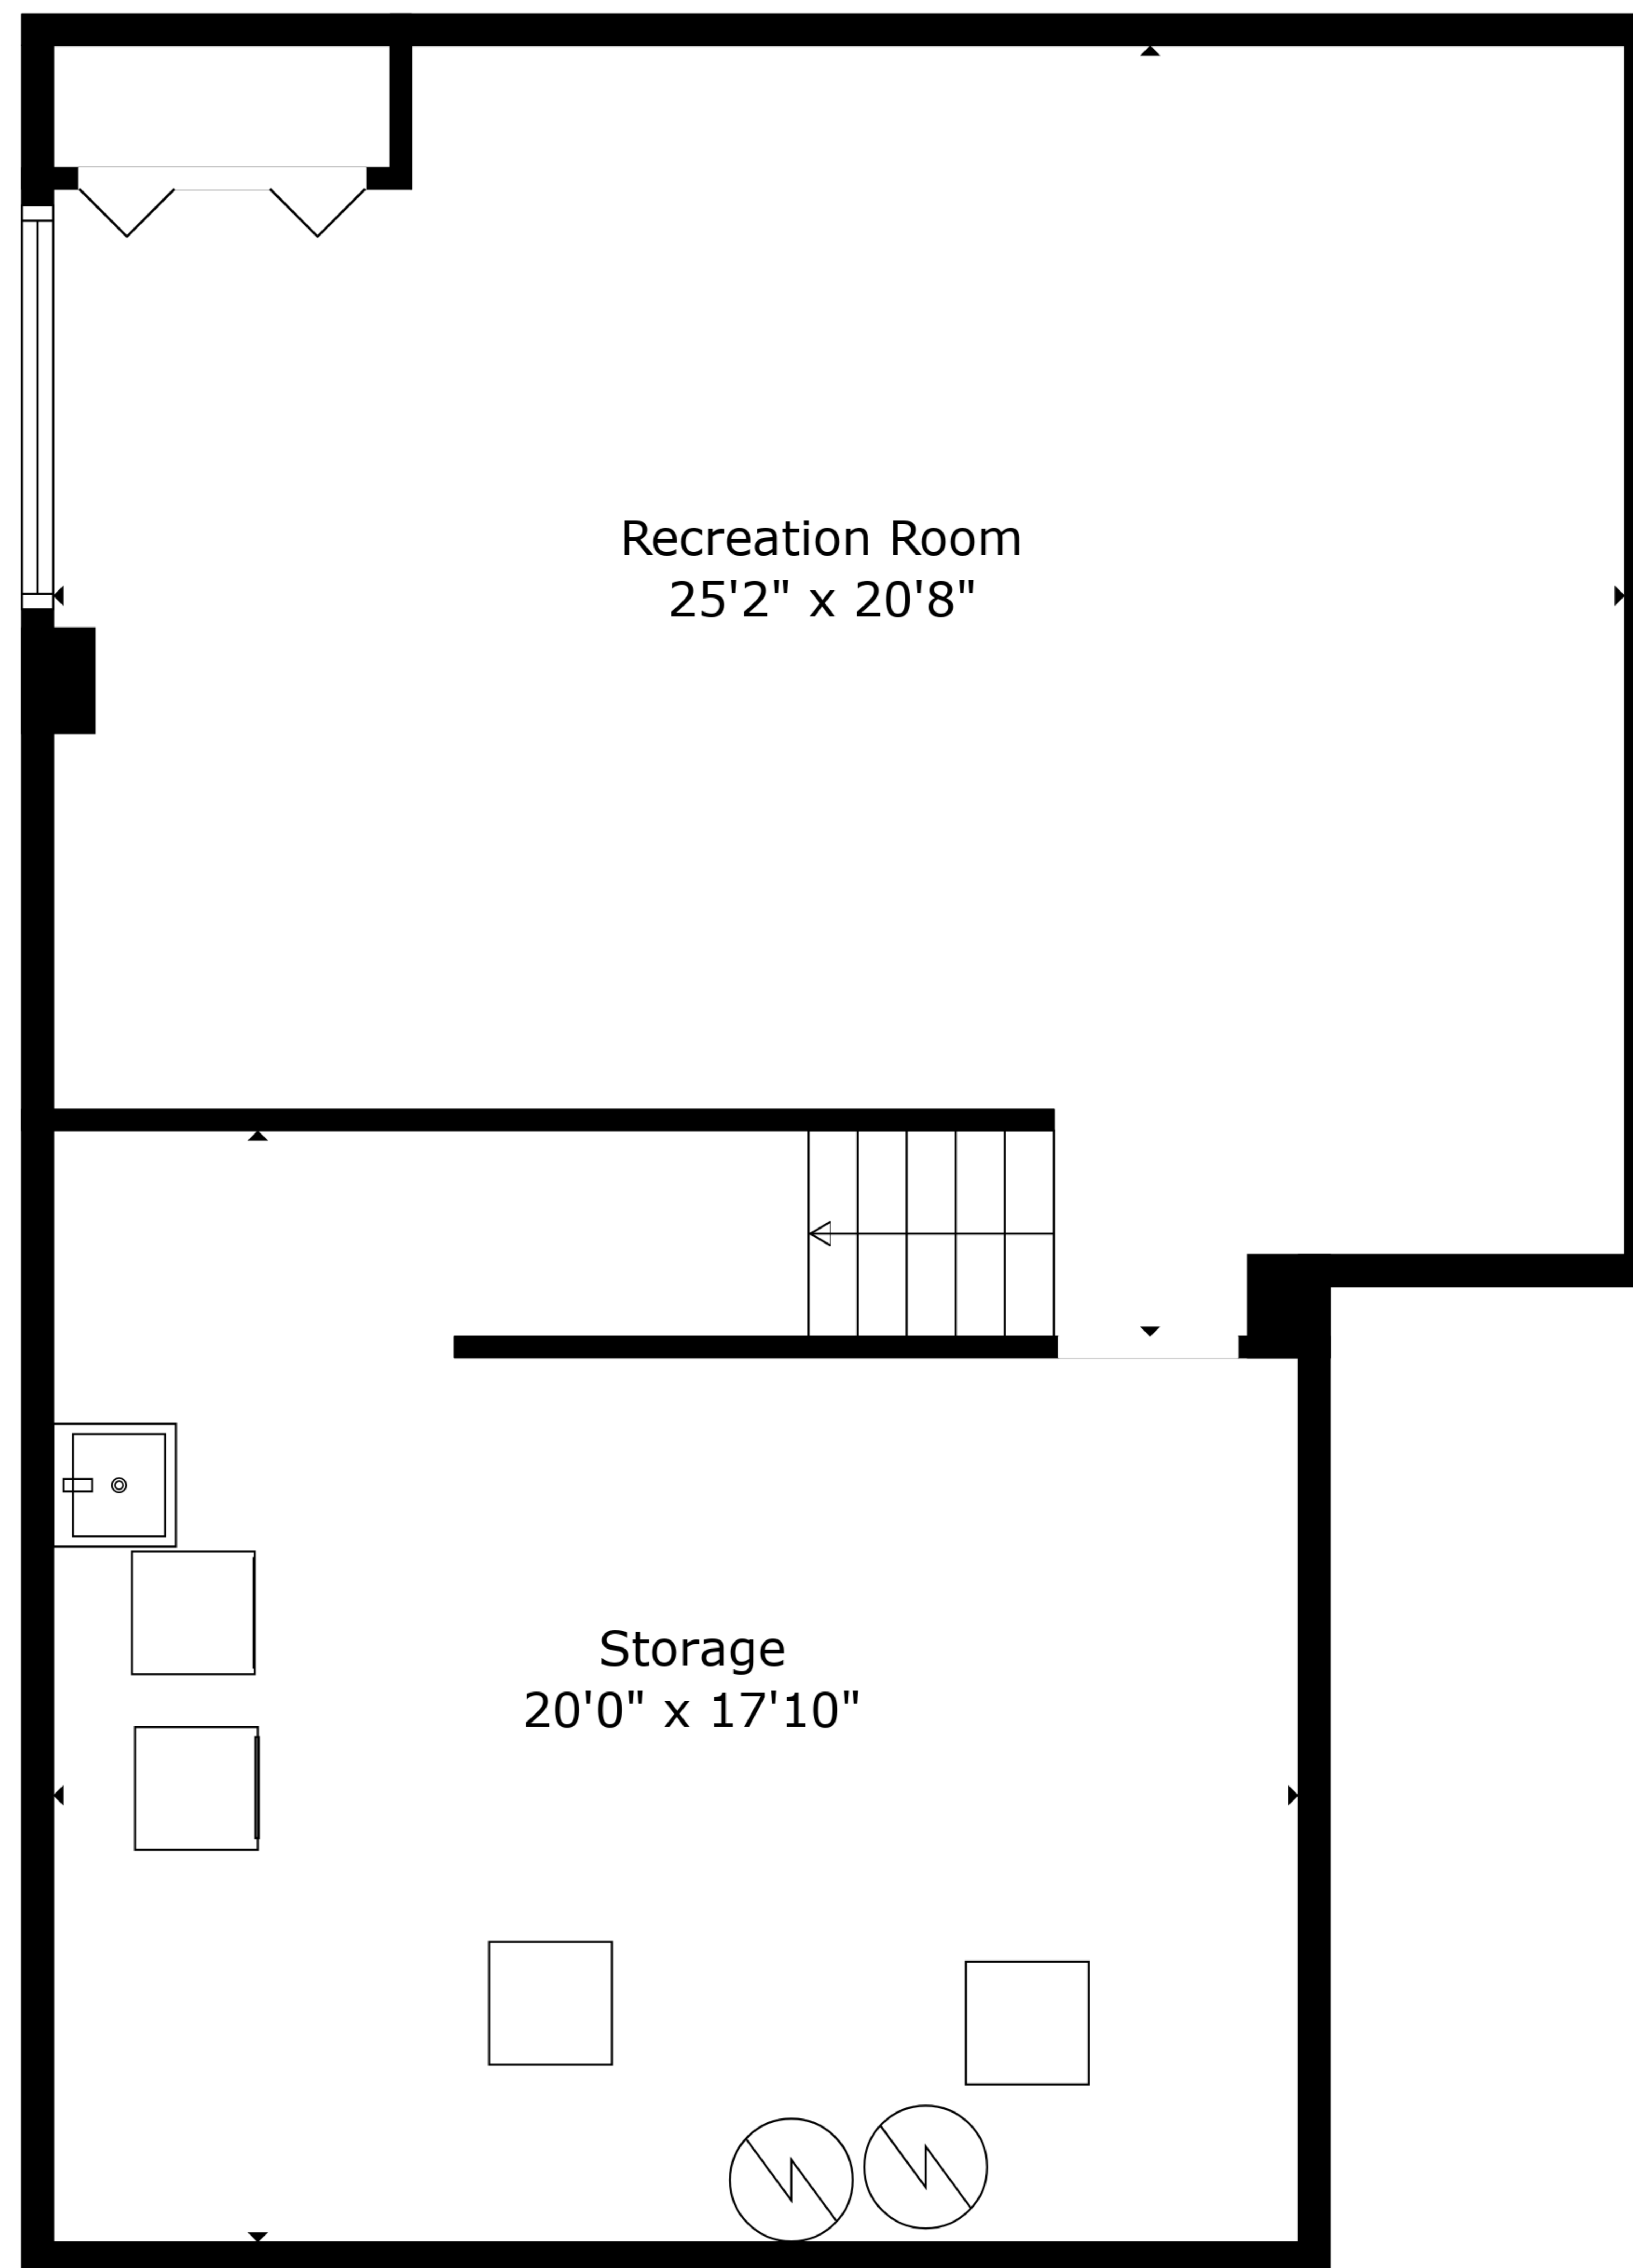 Recreation Room
25'2" x 20'8"
Storage
20'0" x 17'10"